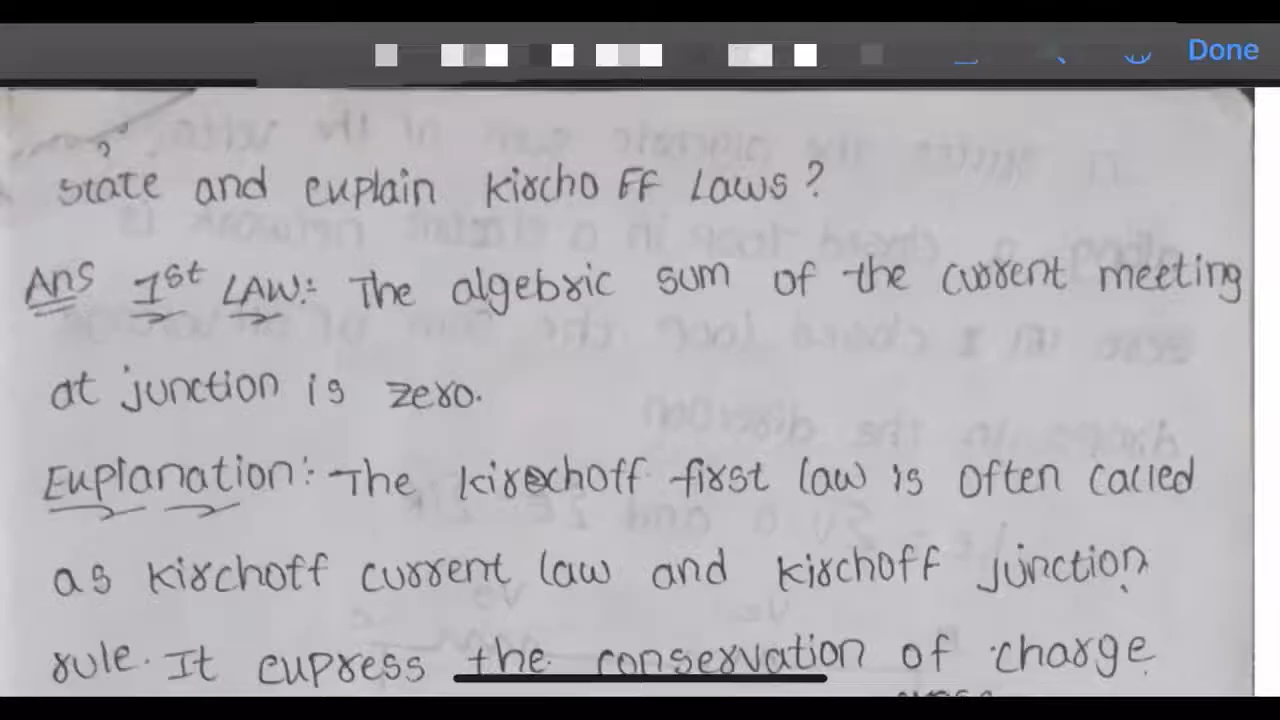 Done
State and explain Kirchoff Laws?
Ans 1st LAW:- The algebric sum of the current meeting
at junction is zero.
Explanation:- The kirchoff first law is often called
as kirchoff current law and kirchoff junction
rule. It express the conservation of charge